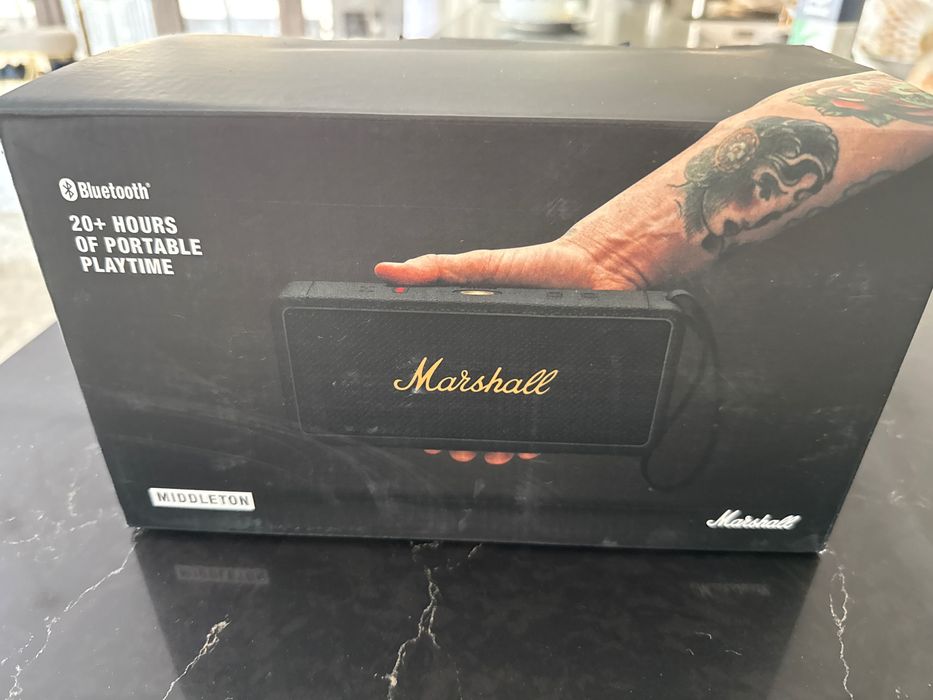 Bluetooth®
20+ HOURS
OF PORTABLE
PLAYTIME
Marshall
MIDDLETON
Marshall